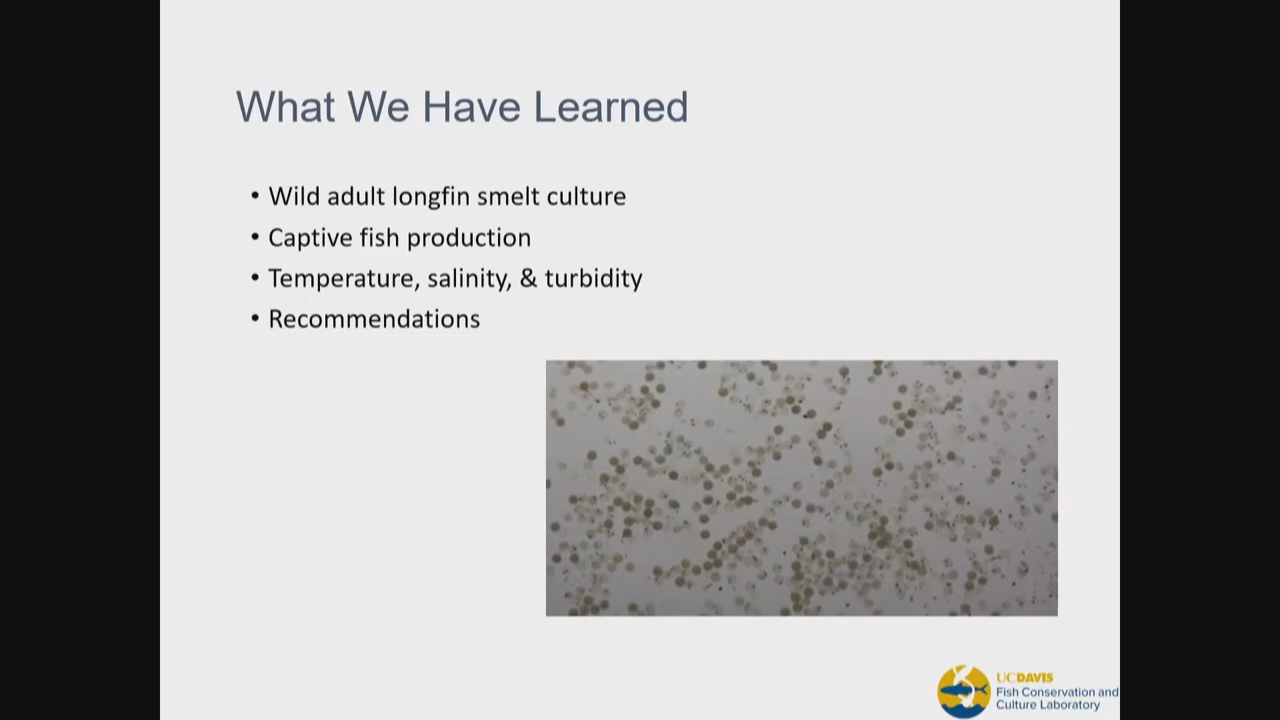 What We Have Learned
• Wild adult longfin smelt culture
• Captive fish production
• Temperature, salinity, & turbidity
• Recommendations
UCDAVIS
Fish Conservation and
Culture Laboratory